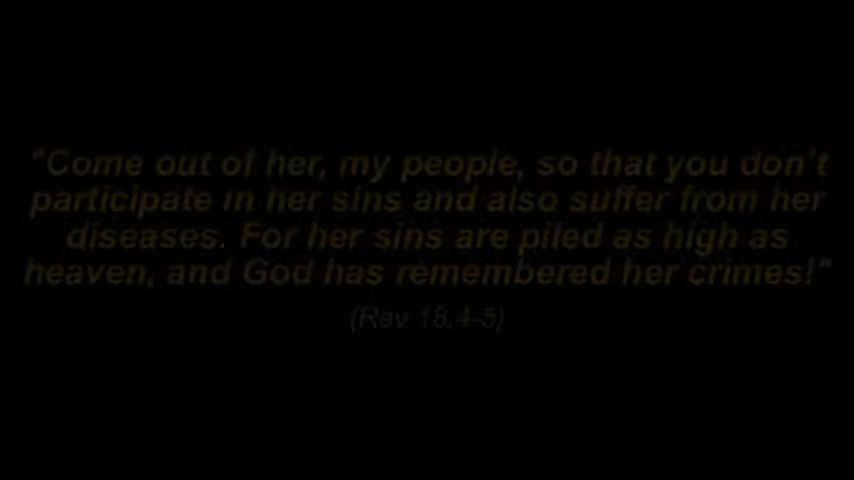 "Come out of her, my people, so that you don't
participate in her sins and also suffer from her
diseases. For her sins are piled as high as
heaven, and God has remembered her crimes!"
(Rev 18,4-5)